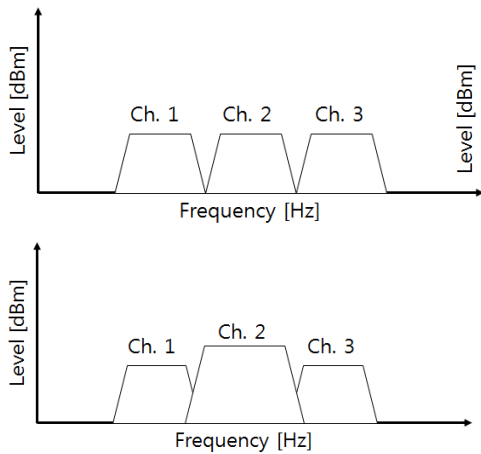 Level [dBm]
Ch. 1
Ch. 2
Ch. 3
Level [dBm]
Frequency [Hz]
Level [dBm]
Ch. 1
Ch. 2
Ch. 3
Frequency [Hz]